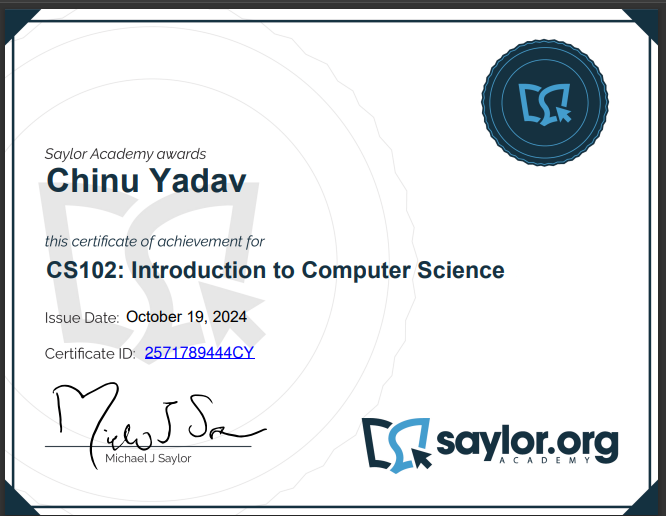 Saylor Academy awards
Chinu Yadav
this certificate of achievement for
CS102: Introduction to Computer Science
Issue Date: October 19, 2024
Certificate ID: 2571789444CY
Michael J Saylor
saylor.org
ACADEMY